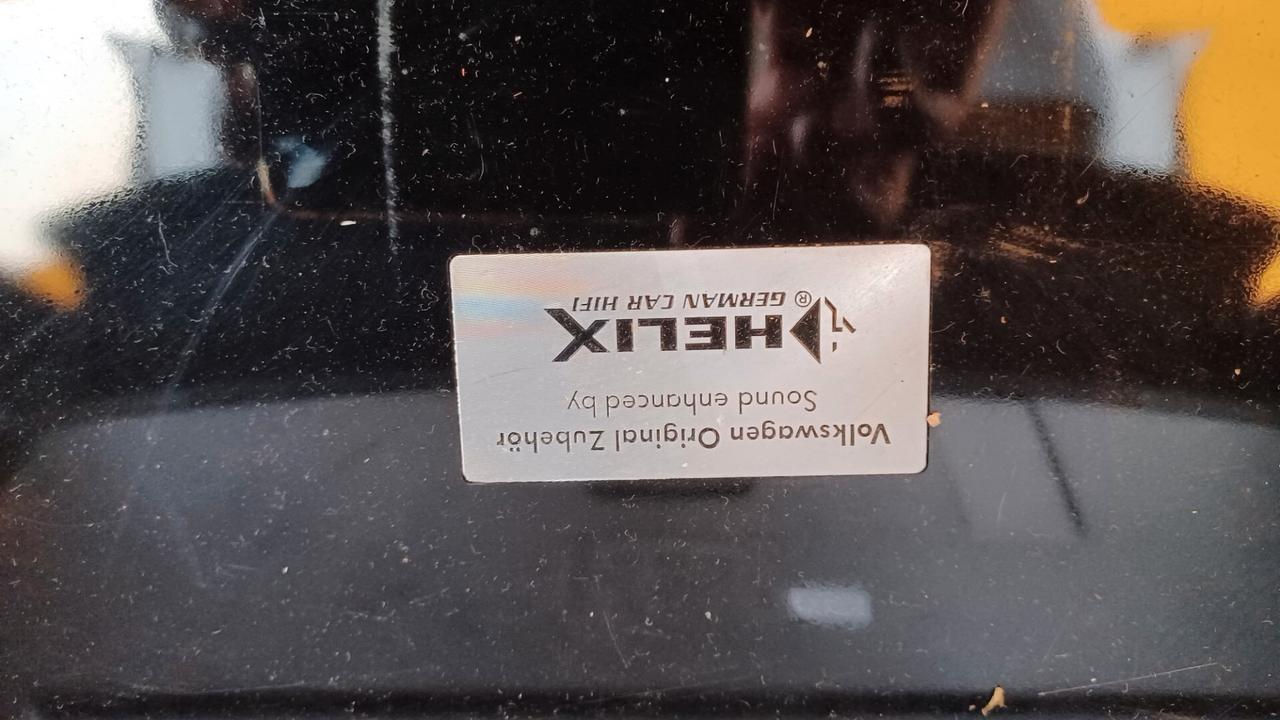 Volkswagen Original Zubehör
Sound enhanced by
HELIX
GERMAN CAR HIFI ®